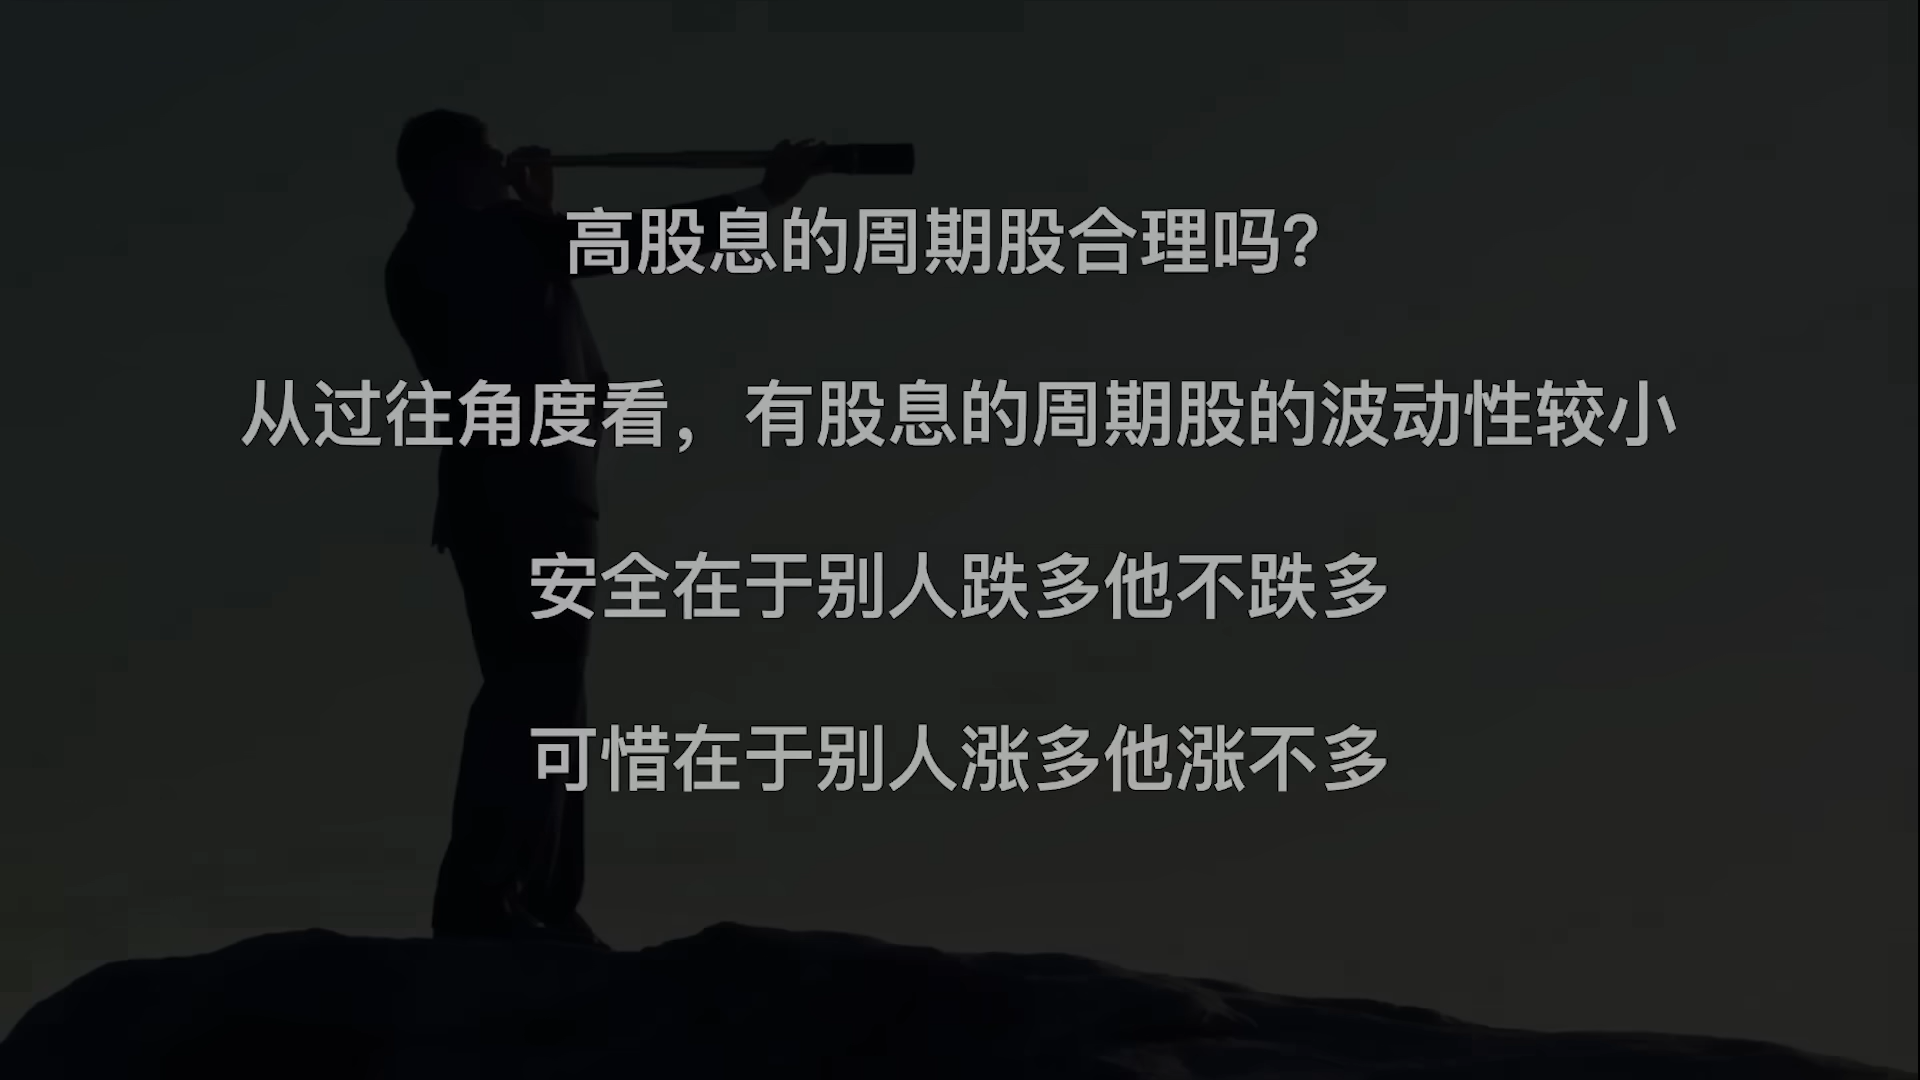 高股息的周期股合理吗?
从过往角度看，有股息的周期股的波动性较小
安全在于别人跌多他不跌多
可惜在于别人涨多他涨不多